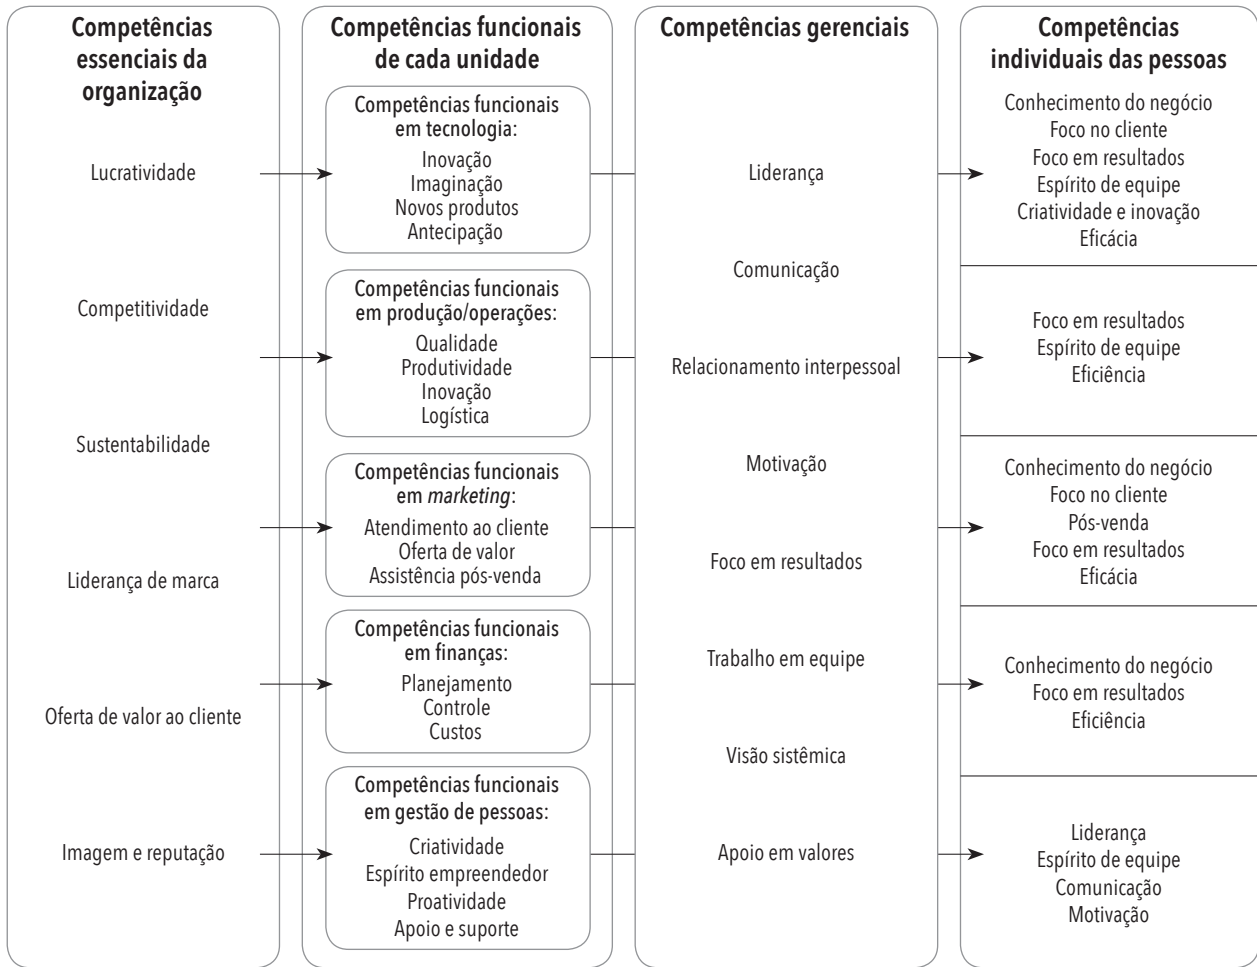 Competências
essenciais da
organização
Lucratividade
Competitividade
Sustentabilidade
Liderança de marca
Oferta de valor ao cliente
Imagem e reputação
Competências funcionais
de cada unidade
Competências funcionais
em tecnologia:
Inovação
Imaginação
Novos produtos
Antecipação
Competências funcionais
em produção/operações:
Qualidade
Produtividade
Inovação
Logística
Competências funcionais
em marketing:
Atendimento ao cliente
Oferta de valor
Assistência pós-venda
Competências funcionais
em finanças:
Planejamento
Controle
Custos
Competências funcionais
em gestão de pessoas:
Criatividade
Espírito empreendedor
Proatividade
Apoio e suporte
Competências gerenciais
Liderança
Comunicação
Relacionamento interpessoal
Motivação
Foco em resultados
Trabalho em equipe
Visão sistêmica
Apoio em valores
Competências
individuais das pessoas
Conhecimento do negócio
Foco no cliente
Foco em resultados
Espírito de equipe
Criatividade e inovação
Eficácia
Foco em resultados
Espírito de equipe
Eficiência
Conhecimento do negócio
Foco no cliente
Pós-venda
Foco em resultados
Eficácia
Conhecimento do negócio
Foco em resultados
Eficiência
Liderança
Espírito de equipe
Comunicação
Motivação